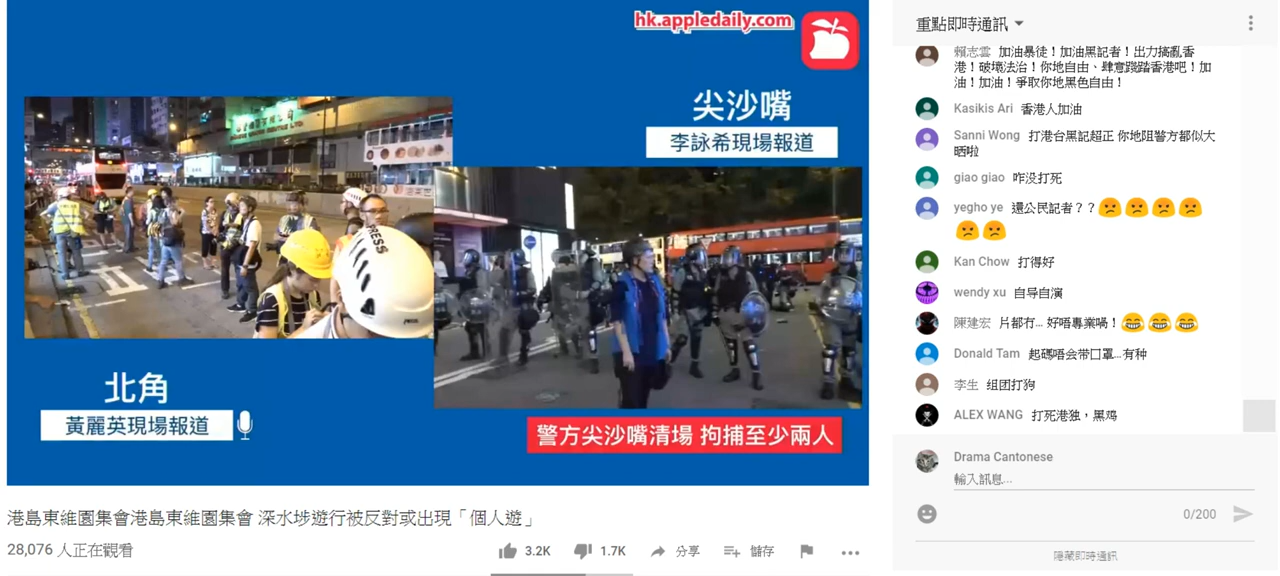 hk.appledaily.com
尖沙嘴
李詠希現場報道
PRESS
北角
黃麗英現場報道
警方尖沙嘴清場 拘捕至少兩人
港島東維園集會港島東維園集會 深水埗遊行被反對或出現「個人遊」
28,076 人正在觀看
3.2K
1.7K
分享
儲存
重點即時通訊
賴志雲 加油暴徒！加油黑記者！出力搞亂香
港！破壞法治！你地自由、肆意踐踏香港吧！加
油！加油！爭取你地黑色自由！
Kasikis Ari 香港人加油
Sanni Wong 打港台黑記超正 你地阻警方都似大
晒啦
giao giao 咋没打死
yegho ye 還公民記者？？
Kan Chow 打得好
wendy xu 自导自演
陳建宏 片都冇... 好唔專業喎！
Donald Tam 起碼唔会带口罩...有种
李生 组团打狗
ALEX WANG 打死港独，黑鸡
Drama Cantonese
輸入訊息...
0/200
隱藏即時通訊